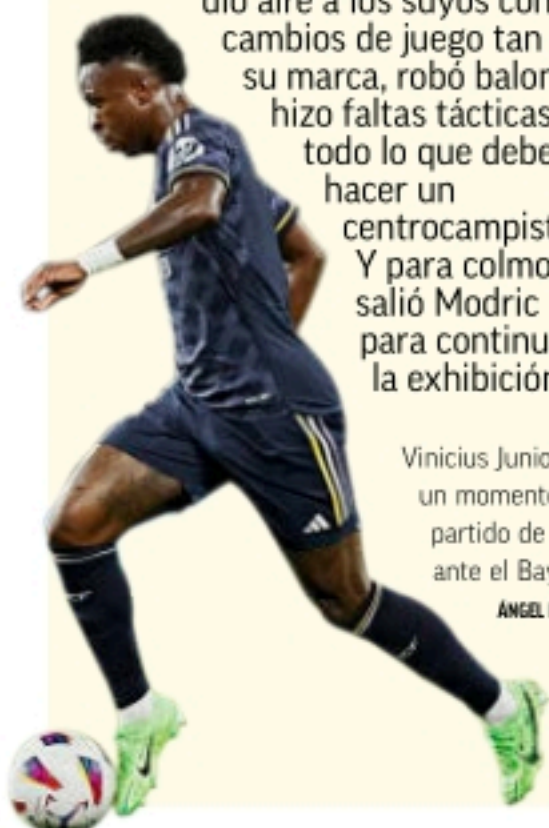 dio aire a los suyos con
cambios de juego tan
su marca, robó balon
hizo faltas tácticas
todo lo que debe
hacer un
centrocampist
Y para colmo
salió Modric
para continu
la exhibición
Vinicius Junio
un momento
partido de
ante el Bay
ÁNGEL